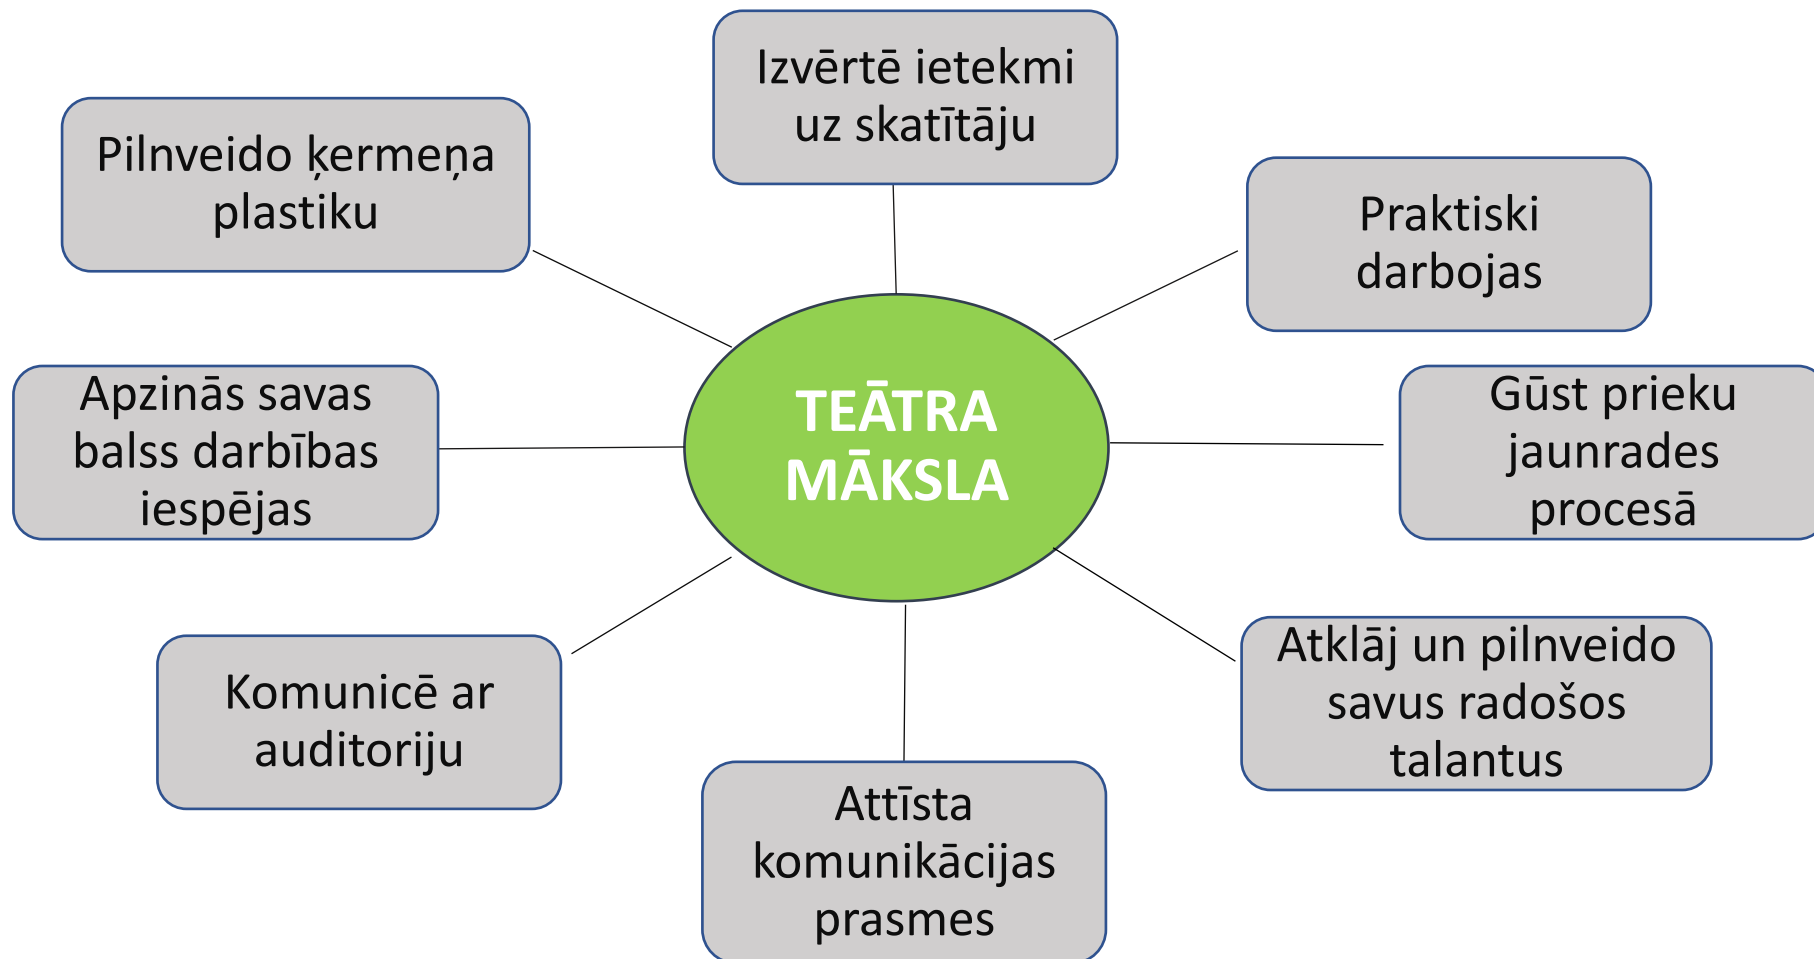 Izvērtē ietekmi
uz skatītāju
Pilnveido ķermeņa
plastiku
Praktiski
darbojas
Apzinās savas
balss darbības
iespējas
TEĀTRA
MĀKSLA
Gūst prieku
jaunrades
procesā
Komunicē ar
auditoriju
Atklāj un pilnveido
savus radošos
talantus
Attīsta
komunikācijas
prasmes